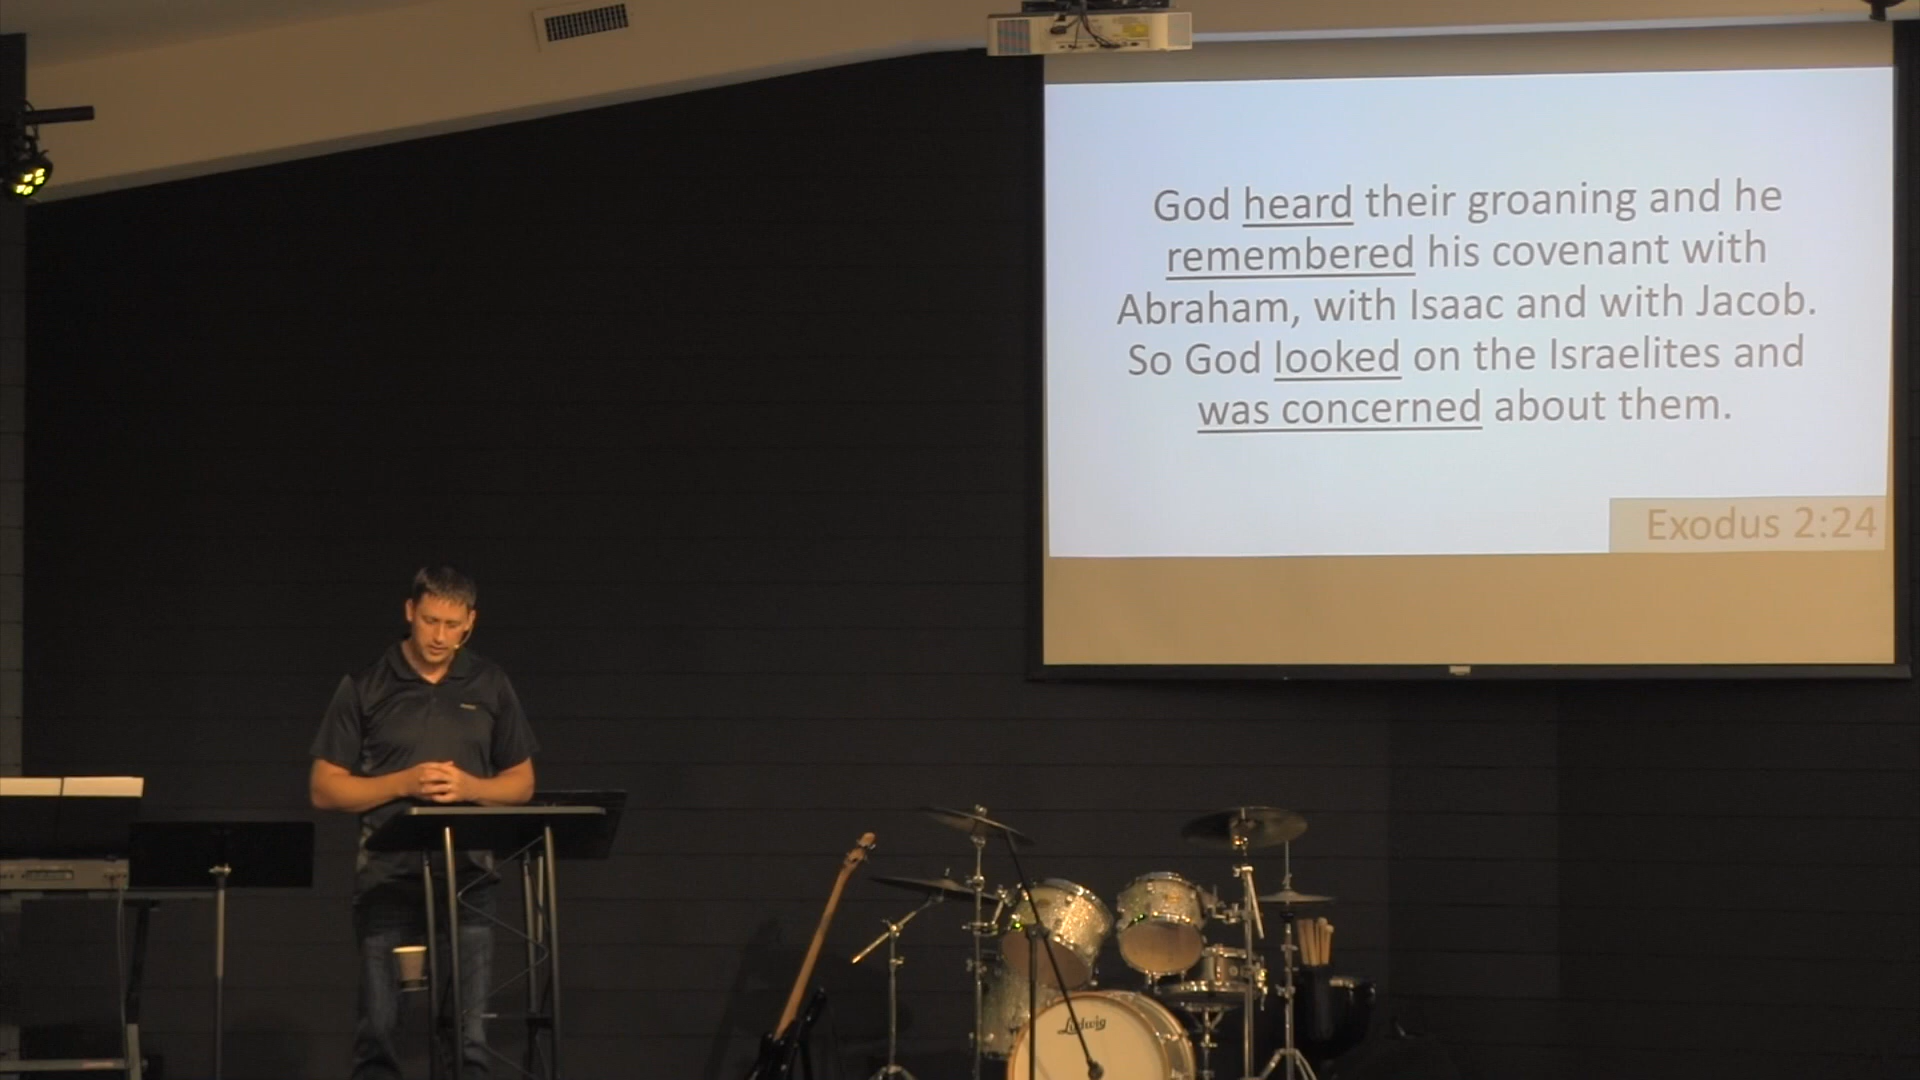 God heard their groaning and he
remembered his covenant with
Abraham, with Isaac and with Jacob.
So God looked on the Israelites and
was concerned about them.
Exodus 2:24
Ludwig